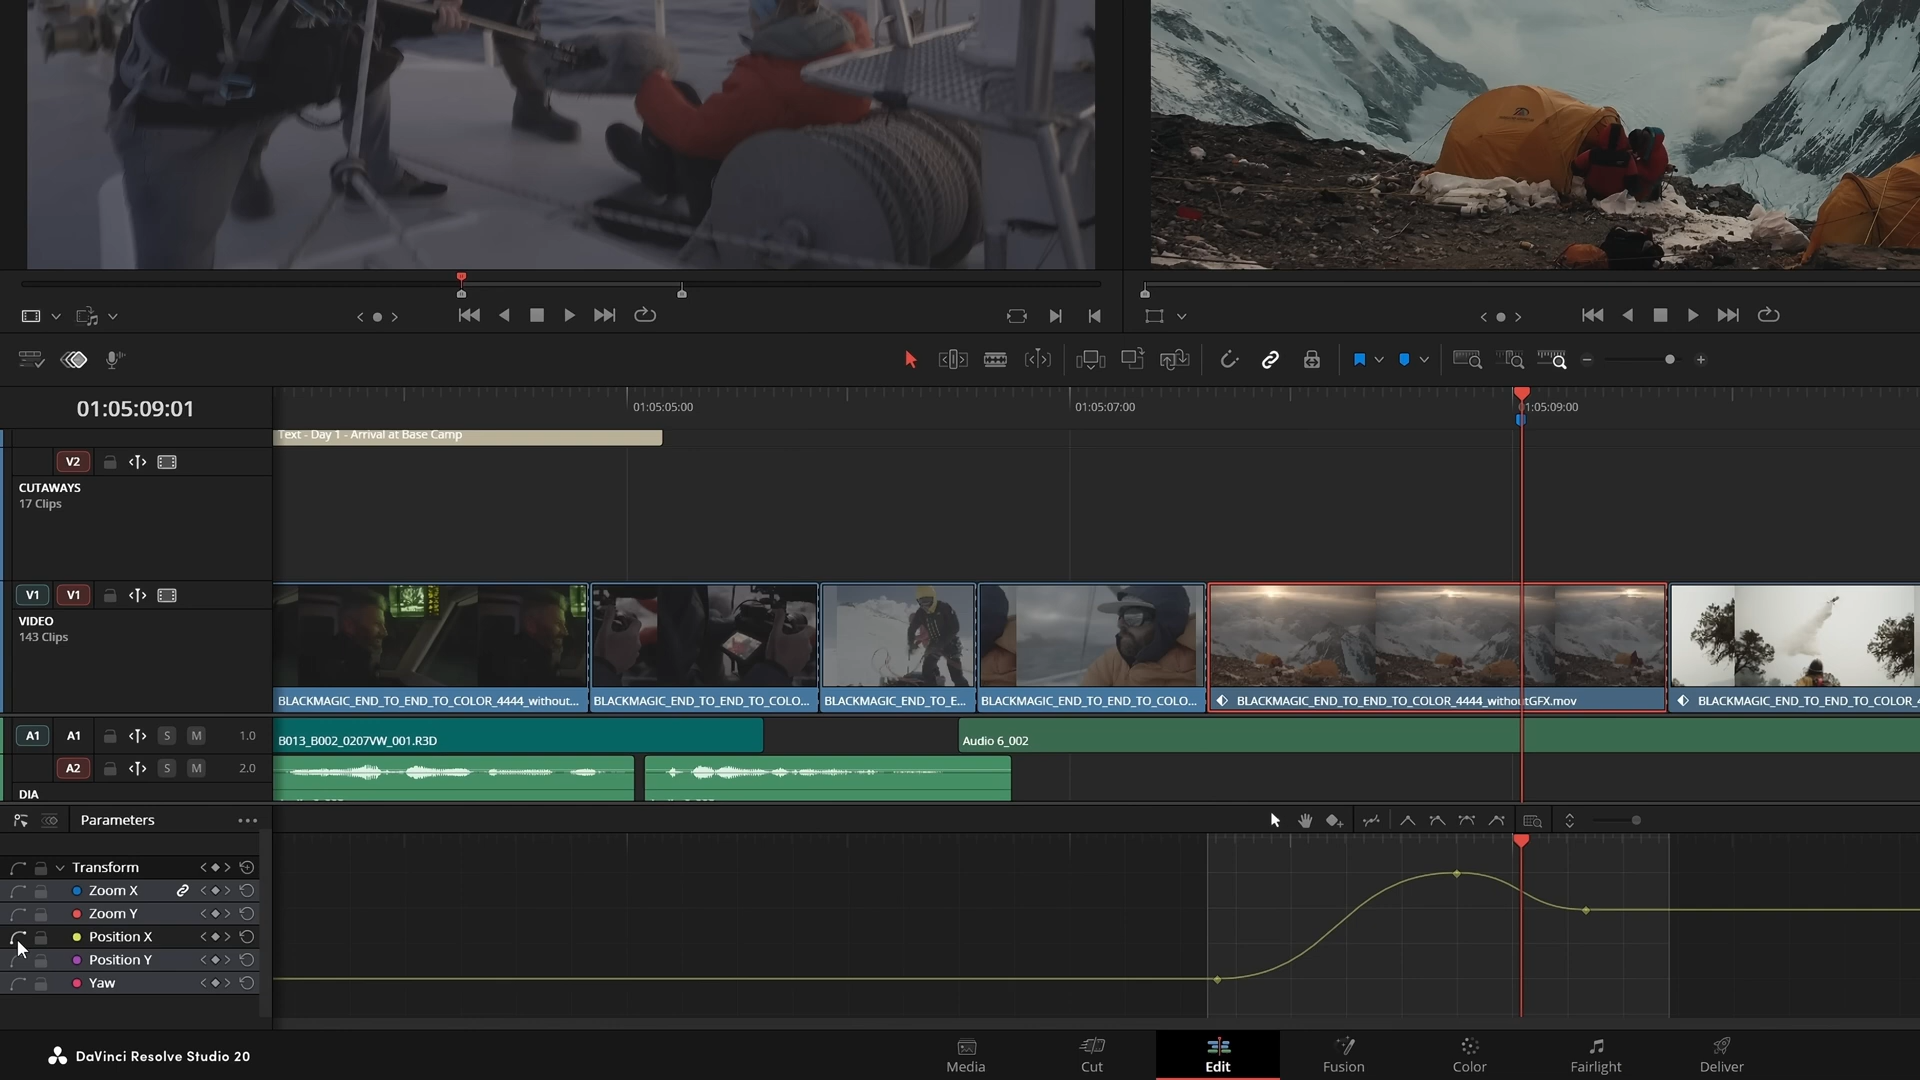 01:05:09:01
01:05:05:00
01:05:07:00
01:05:09:00
Text - Day 1 - Arrival at Base Camp
V2
CUTAWAYS
17 Clips
V1 V1
VIDEO
143 Clips
BLACKMAGIC_END_TO_END_TO_COLOR_4444_without...
BLACKMAGIC_END_TO_END_TO_COLO...
BLACKMAGIC_END_TO_E...
BLACKMAGIC_END_TO_END_TO_COLO...
BLACKMAGIC_END_TO_END_TO_COLOR_4444_withoutGFX.mov
BLACKMAGIC_END_TO_END_TO_COLOR_4
A1 A1 S M 1.0
B013_B002_0207VW_001.R3D
Audio 6_002
A2 S M 2.0
DIA
Parameters
Transform
Zoom X
Zoom Y
Position X
Position Y
Yaw
DaVinci Resolve Studio 20
Media
Cut
Edit
Fusion
Color
Fairlight
Deliver